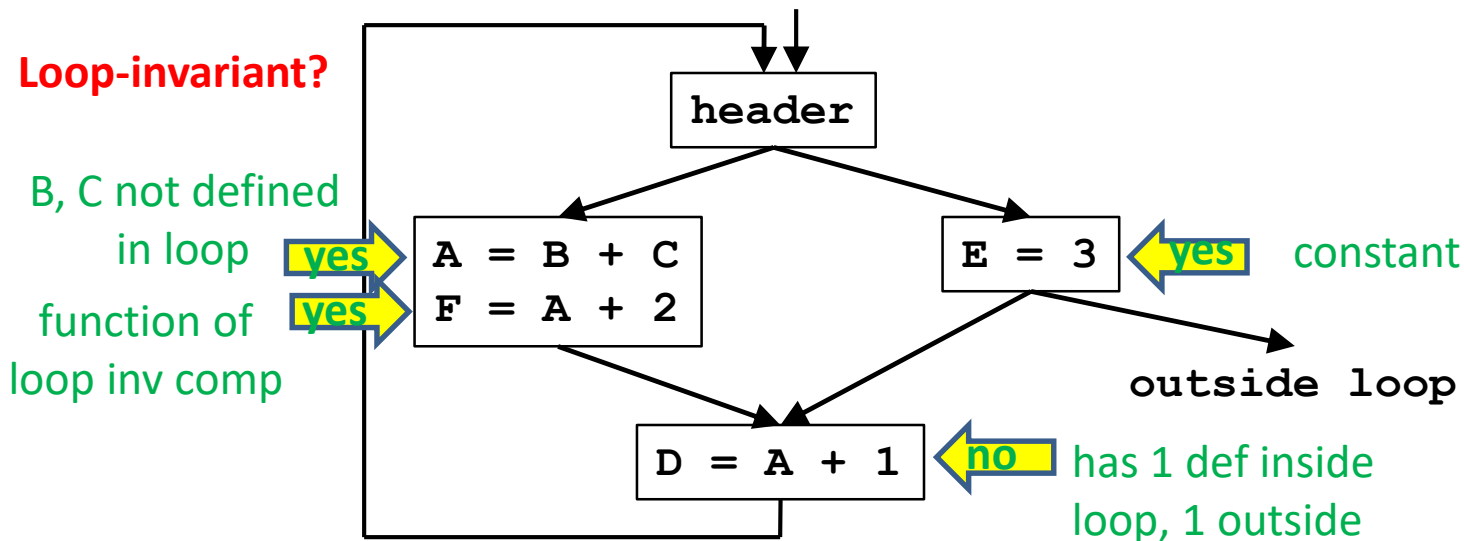 Loop-invariant?
header
B, C not defined
in loop
yes
A = B + C
yes
F = A + 2
function of
loop inv comp
E = 3
yes
constant
outside loop
D = A + 1
no
has 1 def inside
loop, 1 outside